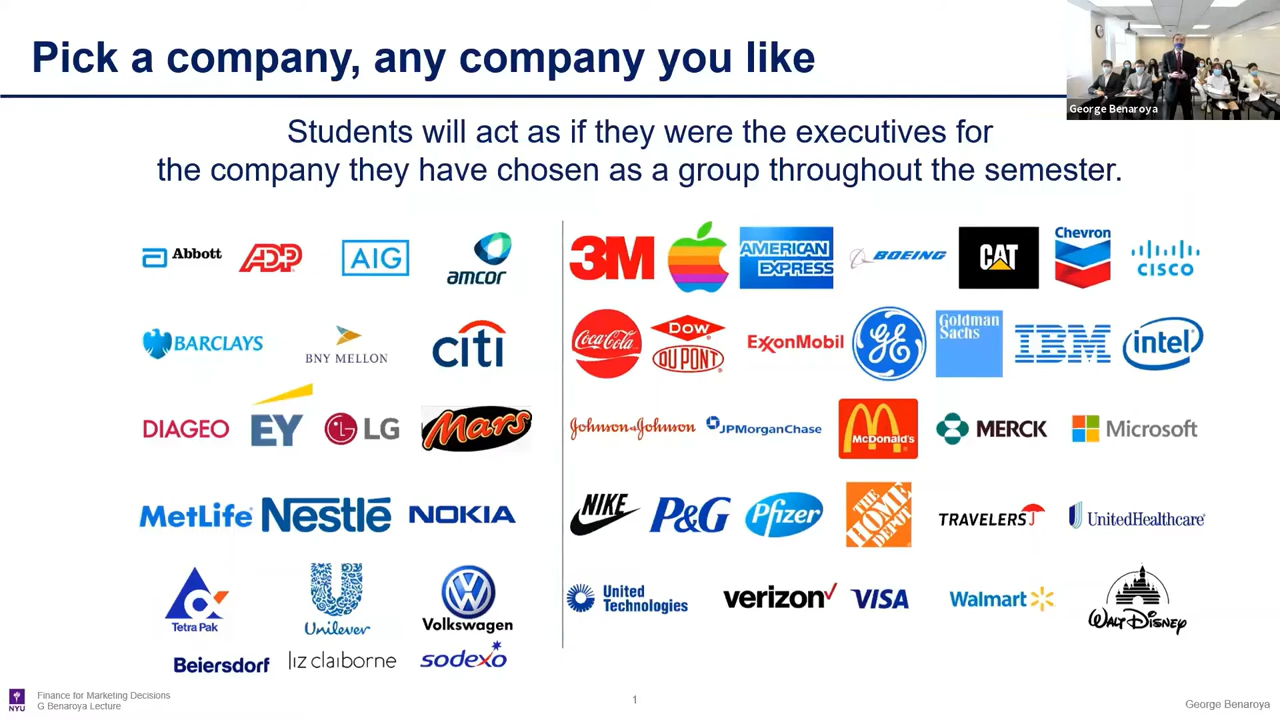 Pick a company, any company you like
George Benaroya
Students will act as if they were the executives for
the company they have chosen as a group throughout the semester.
Abbott
ADP
AIG
amcor
3M
AMERICAN
EXPRESS
BOEING
CAT
Chevron
CISCO
BARCLAYS
BNY MELLON
citi
Coca-Cola
DOW
DU PONT
ExxonMobil
GE
Goldman
Sachs
IBM
intel
DIAGEO
EY
LG
Mars
Johnson & Johnson
JPMorganChase
McDonald's
MERCK
Microsoft
MetLife
Nestlé
NOKIA
NIKE
P&G
Pfizer
THE
HOME
DEPOT
TRAVELERS
UnitedHealthcare
Tetra Pak
Unilever
Volkswagen
United
Technologies
verizon
VISA
Walmart
WALT DISNEY
Beiersdorf
liz claiborne
sodexo
NYU
Finance for Marketing Decisions
G Benaroya Lecture
1
George Benaroya